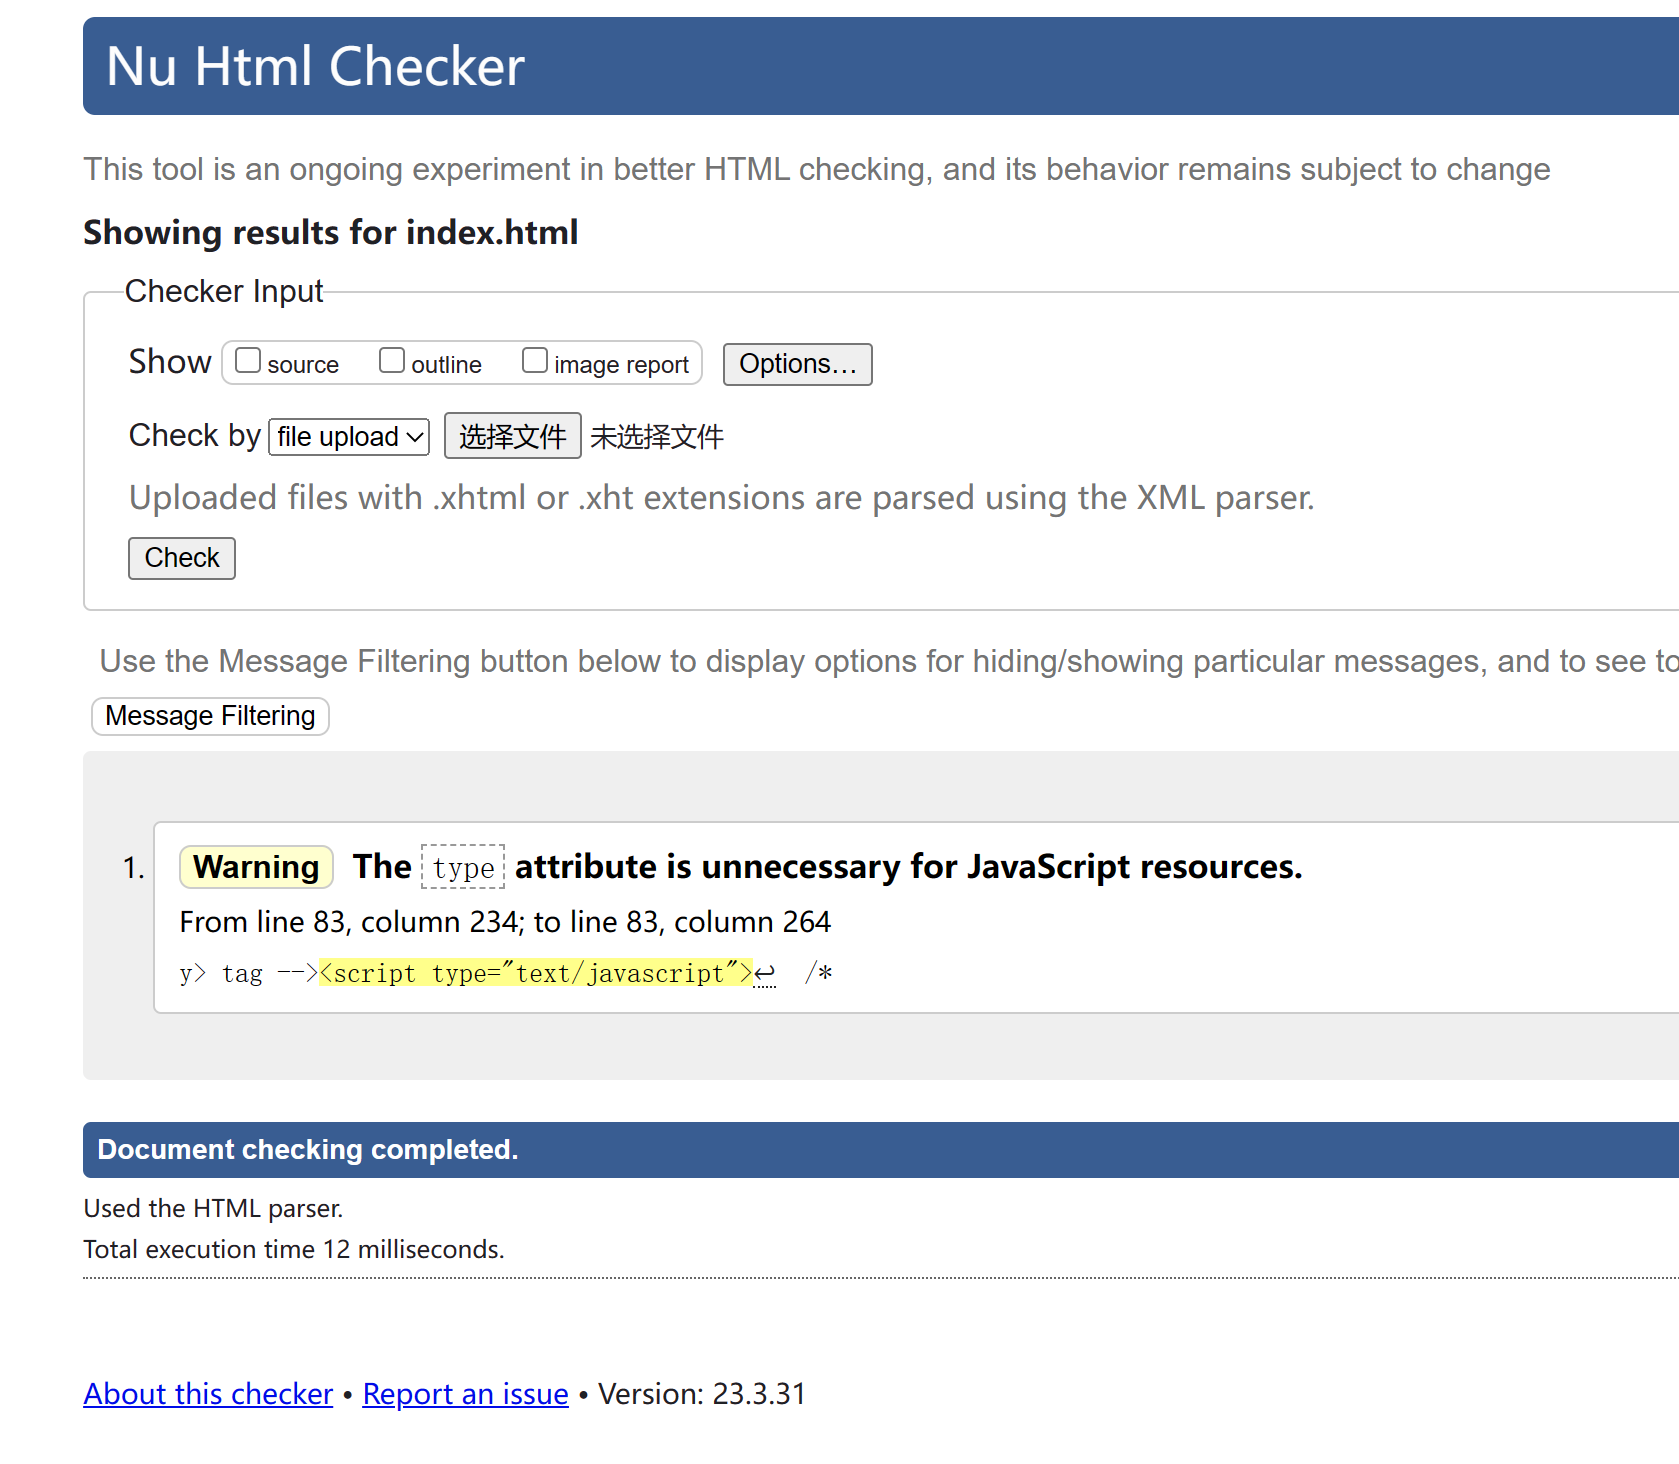 Nu Html Checker
This tool is an ongoing experiment in better HTML checking, and its behavior remains subject to change
Showing results for index.html
Checker Input
Show source outline image report Options…
Check by file upload 选择文件 未选择文件
Uploaded files with .xhtml or .xht extensions are parsed using the XML parser.
Check
Use the Message Filtering button below to display options for hiding/showing particular messages, and to see to
Message Filtering
1. Warning The type attribute is unnecessary for JavaScript resources.
From line 83, column 234; to line 83, column 264
y> tag --><script type="text/javascript">↩ /*
Document checking completed.
Used the HTML parser.
Total execution time 12 milliseconds.
About this checker • Report an issue • Version: 23.3.31